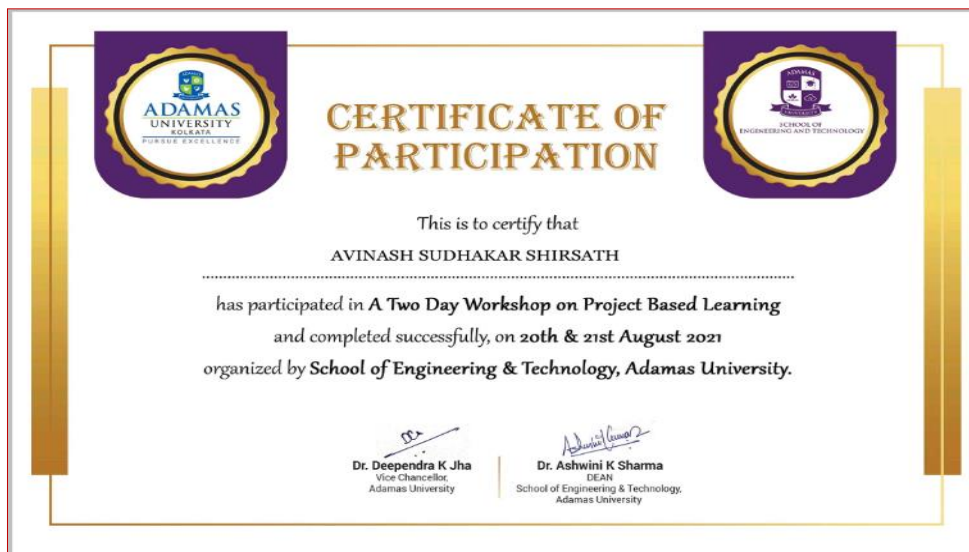 ADAMAS
UNIVERSITY
KOLKATA
PURSUE EXCELLENCE
CERTIFICATE OF
PARTICIPATION
ADAMAS
UNIVERSITY
SCHOOL OF
ENGINEERING AND TECHNOLOGY
This is to certify that
AVINASH SUDHAKAR SHIRSATH
has participated in A Two Day Workshop on Project Based Learning
and completed successfully, on 20th & 21st August 2021
organized by School of Engineering & Technology, Adamas University.
Dr. Deependra K Jha
Vice Chancellor,
Adamas University
Dr. Ashwini K Sharma
DEAN
School of Engineering & Technology,
Adamas University